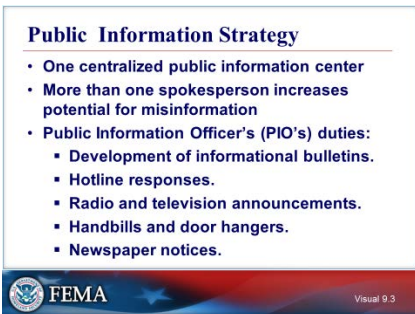 Public  Information Strategy
• One centralized public information center
• More than one spokesperson increases
potential for misinformation
• Public Information Officer's (PIO's) duties:
▪ Development of informational bulletins.
▪ Hotline responses.
▪ Radio and television announcements.
▪ Handbills and door hangers.
▪ Newspaper notices.
FEMA
Visual 9.3